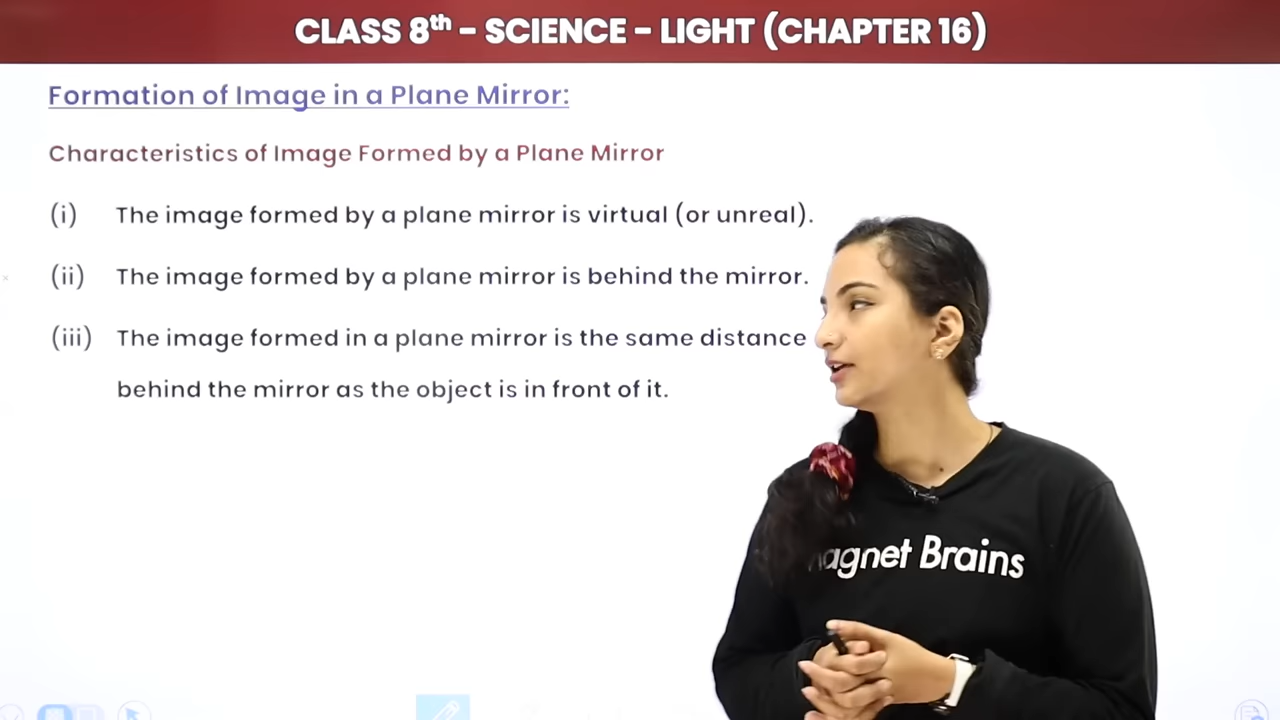 CLASS 8th - SCIENCE - LIGHT (CHAPTER 16)
Formation of Image in a Plane Mirror:
Characteristics of Image Formed by a Plane Mirror
(i) The image formed by a plane mirror is virtual (or unreal).
(ii) The image formed by a plane mirror is behind the mirror.
(iii) The image formed in a plane mirror is the same distance
behind the mirror as the object is in front of it.
agnet Brains